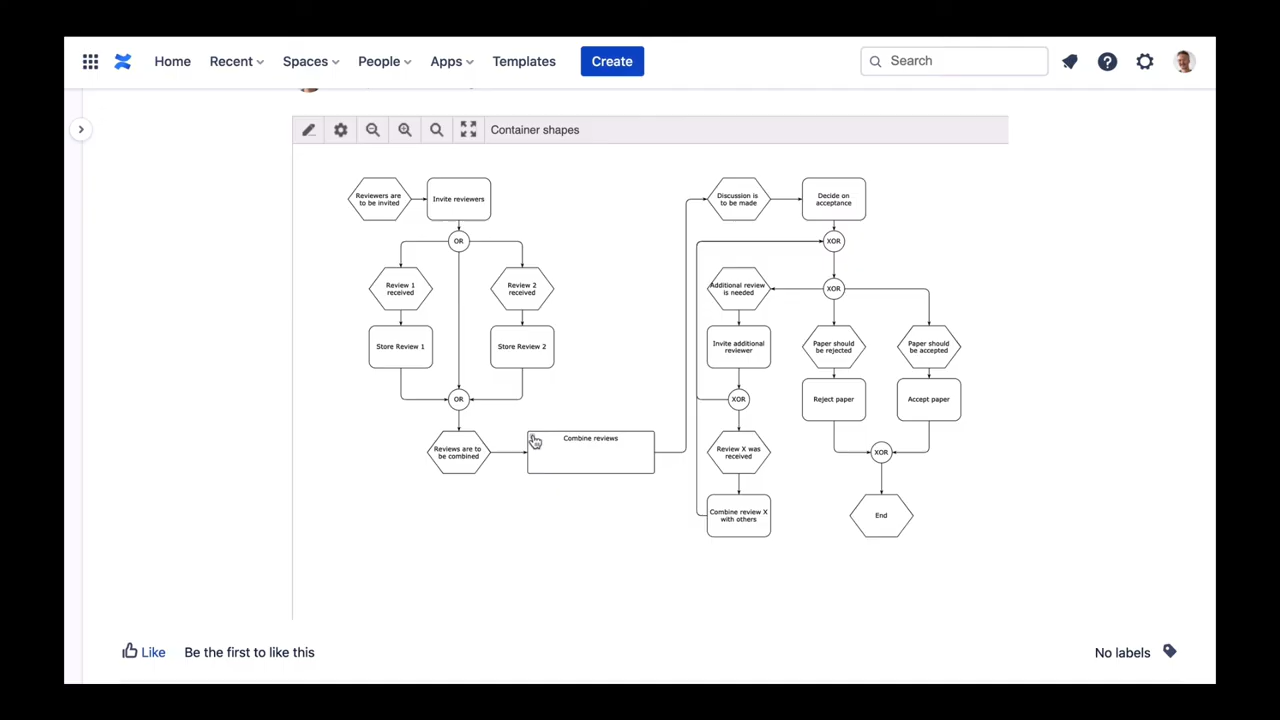 Home
Recent
Spaces
People
Apps
Templates
Create
Search
Container shapes
Reviewers are
to be invited
Invite reviewers
OR
Review 1
received
Review 2
received
Store Review 1
Store Review 2
OR
Reviews are to
be combined
Combine reviews
Discussion is
to be made
Decide on
acceptance
XOR
Additional review
is needed
XOR
Invite additional
reviewer
Paper should
be rejected
Paper should
be accepted
XOR
Reject paper
Accept paper
Review X was
received
XOR
Combine review X
with others
End
Like
Be the first to like this
No labels